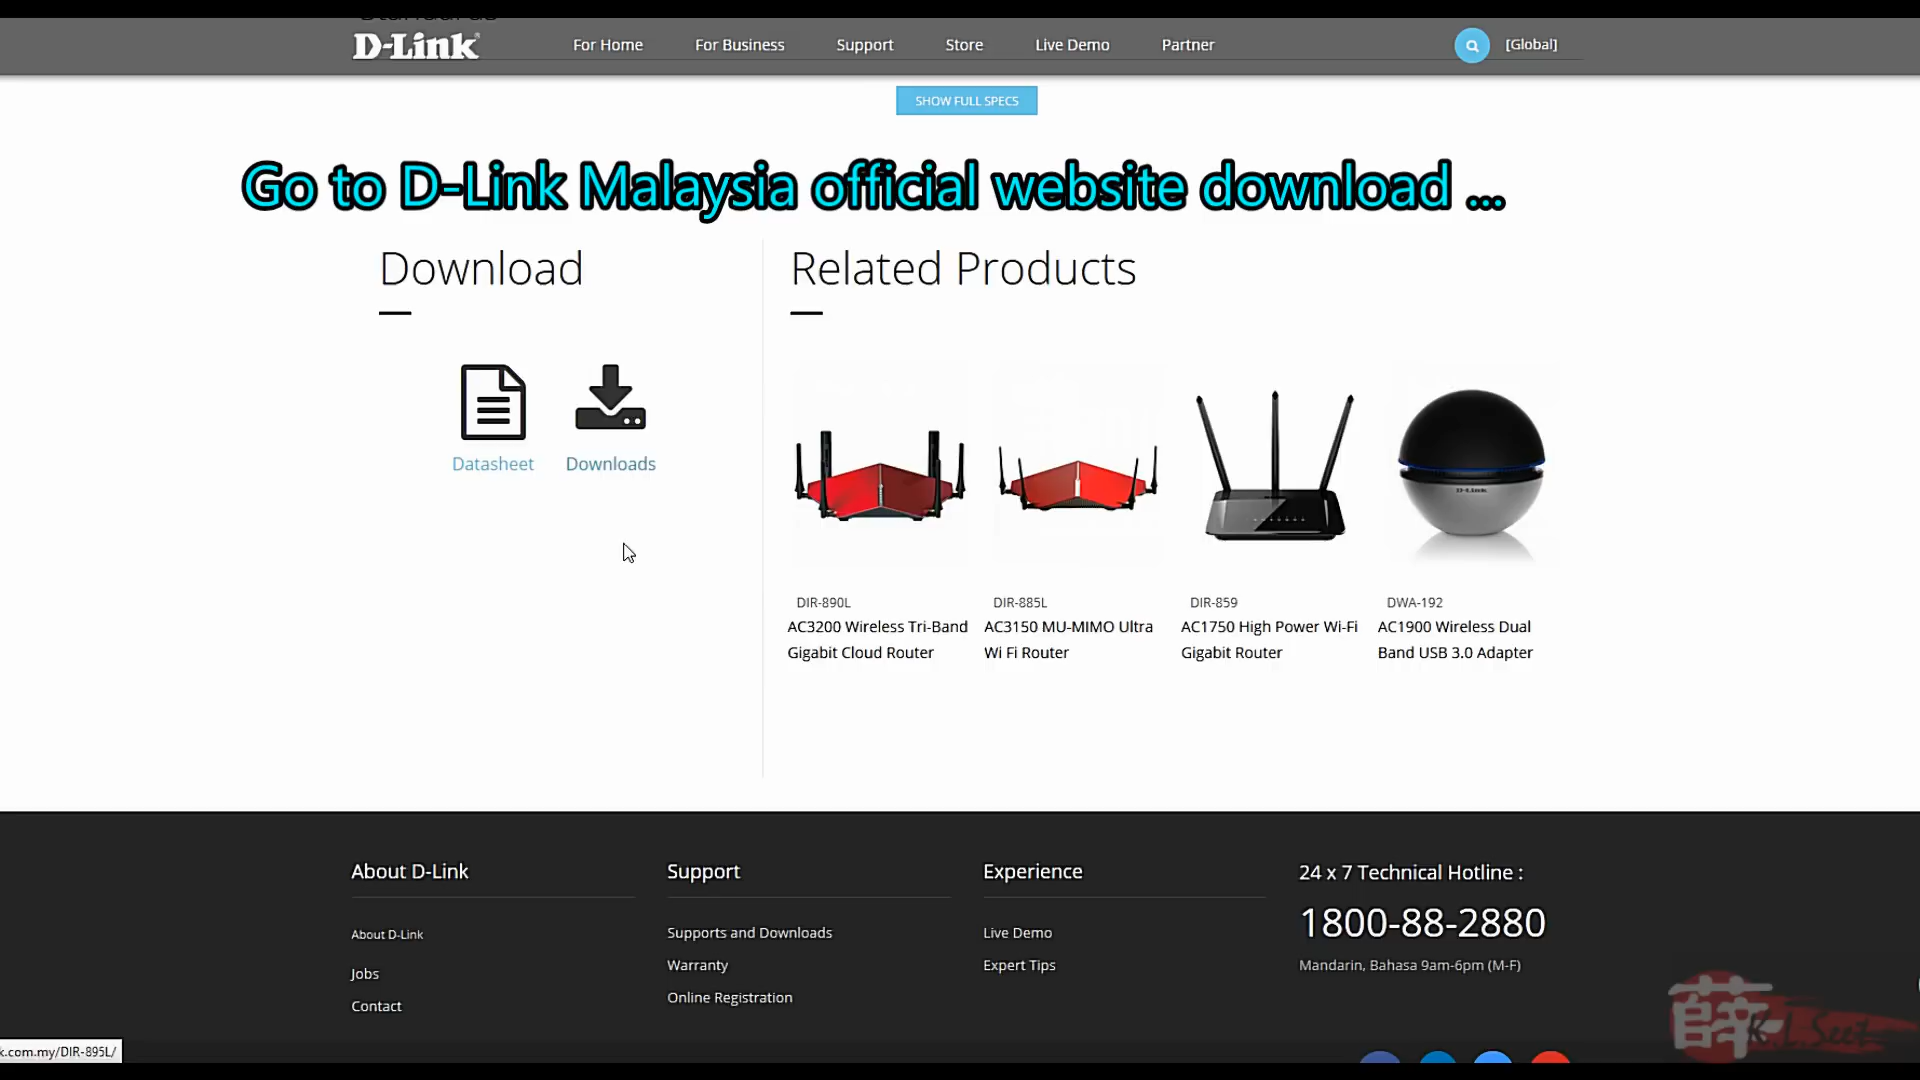 D-Link
For Home
For Business
Support
Store
Live Demo
Partner
[Global]
SHOW FULL SPECS
Go to D-Link Malaysia official website download ...
Download
Related Products
Datasheet
Downloads
D-Link
DIR-890L
AC3200 Wireless Tri-Band
Gigabit Cloud Router
DIR-885L
AC3150 MU-MIMO Ultra
Wi Fi Router
DIR-859
AC1750 High Power Wi-Fi
Gigabit Router
DWA-192
AC1900 Wireless Dual
Band USB 3.0 Adapter
About D-Link
About D-Link
Jobs
Contact
Support
Supports and Downloads
Warranty
Online Registration
Experience
Live Demo
Expert Tips
24 x 7 Technical Hotline :
1800-88-2880
Mandarin, Bahasa 9am-6pm (M-F)
薛
K.L.Seet
k.com.my/DIR-895L/